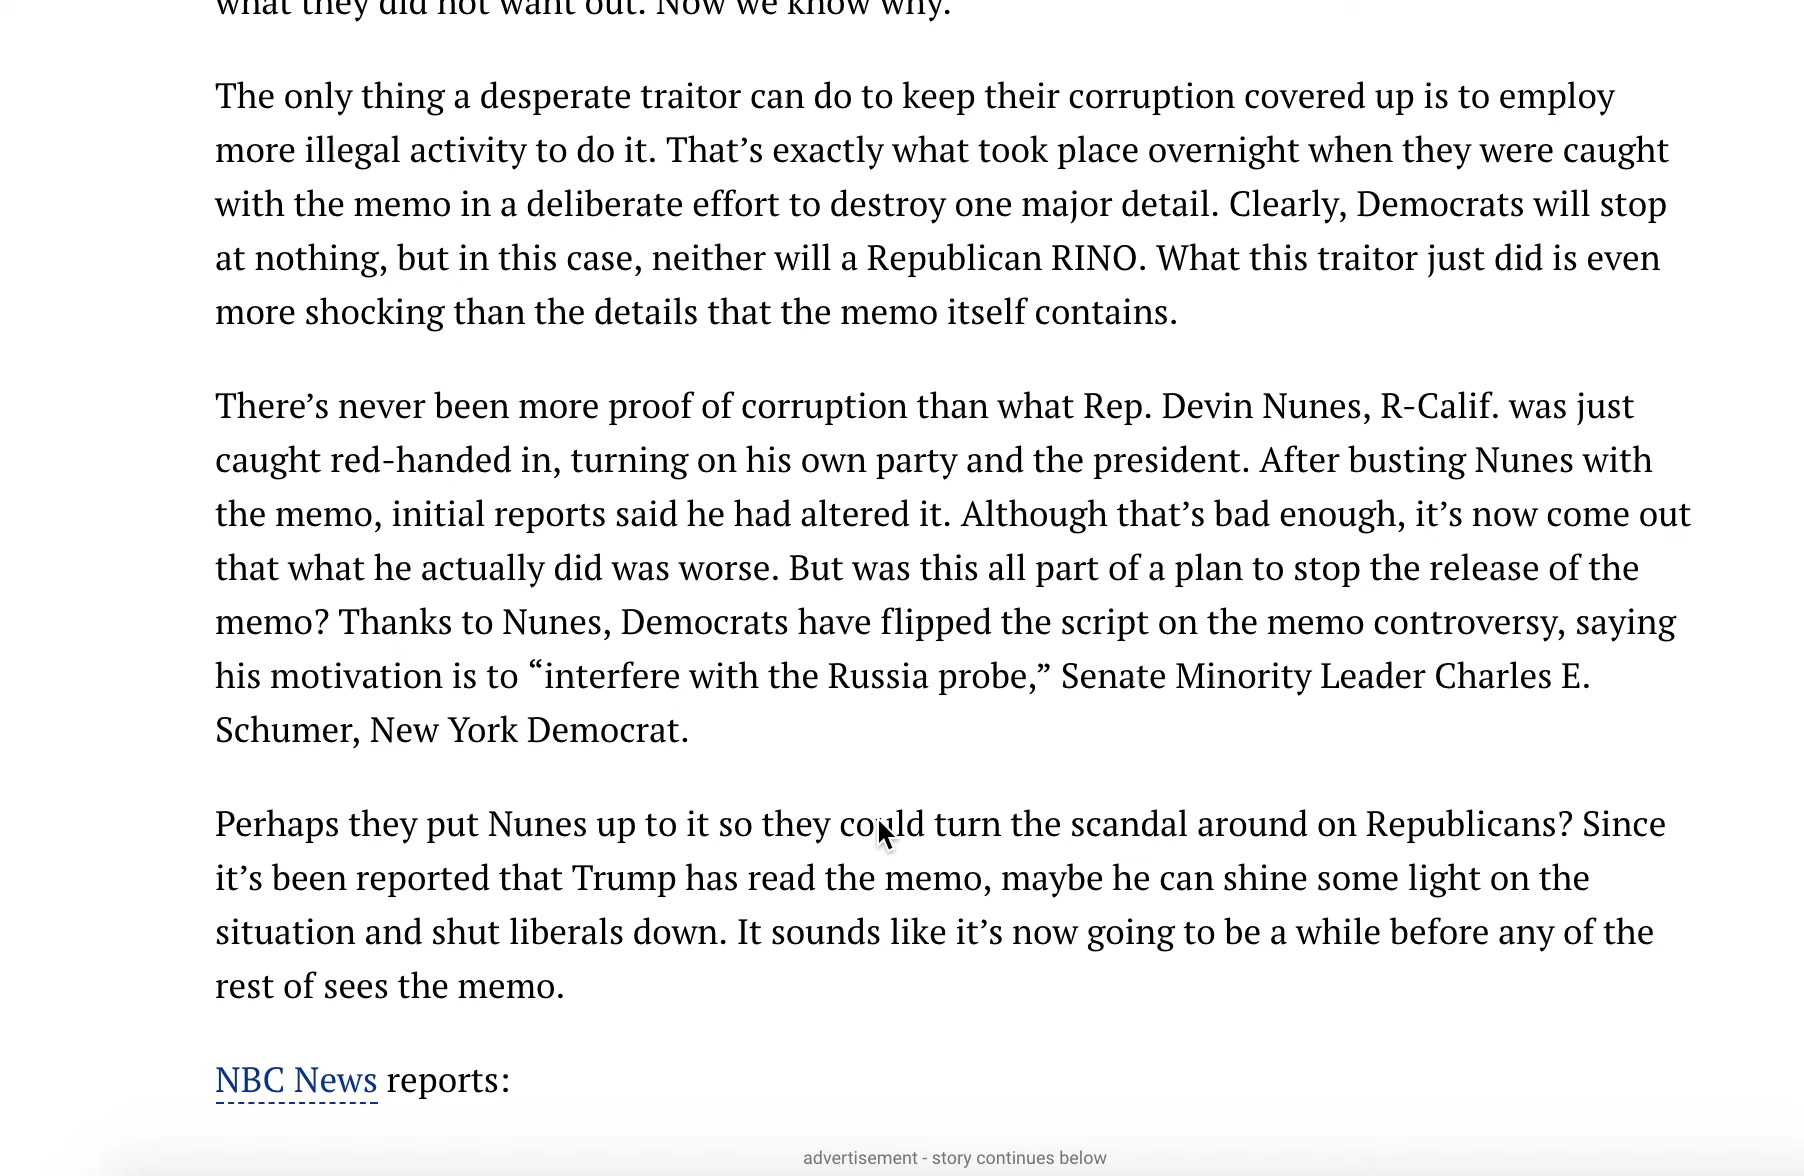 what they did not want out. Now we know why.
The only thing a desperate traitor can do to keep their corruption covered up is to employ
more illegal activity to do it. That’s exactly what took place overnight when they were caught
with the memo in a deliberate effort to destroy one major detail. Clearly, Democrats will stop
at nothing, but in this case, neither will a Republican RINO. What this traitor just did is even
more shocking than the details that the memo itself contains.
There’s never been more proof of corruption than what Rep. Devin Nunes, R-Calif. was just
caught red-handed in, turning on his own party and the president. After busting Nunes with
the memo, initial reports said he had altered it. Although that’s bad enough, it’s now come out
that what he actually did was worse. But was this all part of a plan to stop the release of the
memo? Thanks to Nunes, Democrats have flipped the script on the memo controversy, saying
his motivation is to “interfere with the Russia probe,” Senate Minority Leader Charles E.
Schumer, New York Democrat.
Perhaps they put Nunes up to it so they could turn the scandal around on Republicans? Since
it’s been reported that Trump has read the memo, maybe he can shine some light on the
situation and shut liberals down. It sounds like it’s now going to be a while before any of the
rest of sees the memo.
NBC News reports:
advertisement - story continues below